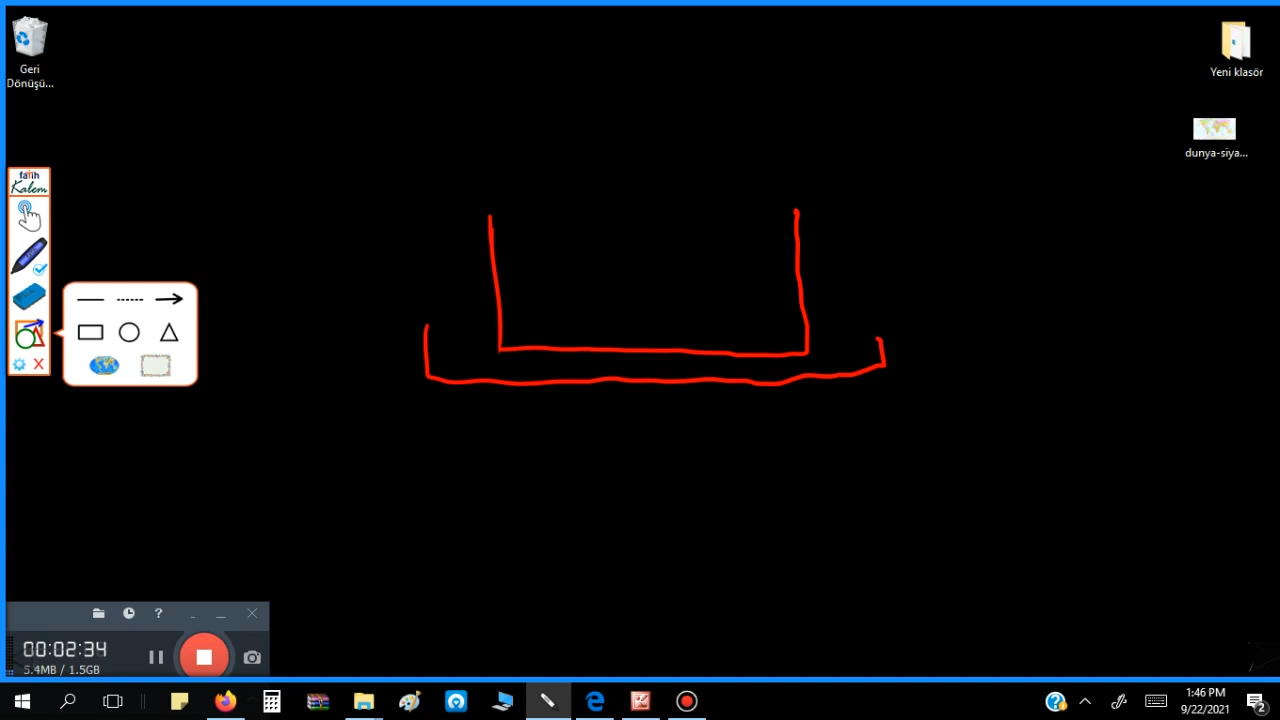 Geri
Dönüşü...
Yeni klasör
dunya-siya...
fatih
Kalem
?
00:02:34
5.4MB / 1.5GB
1:46 PM
9/22/2021
2